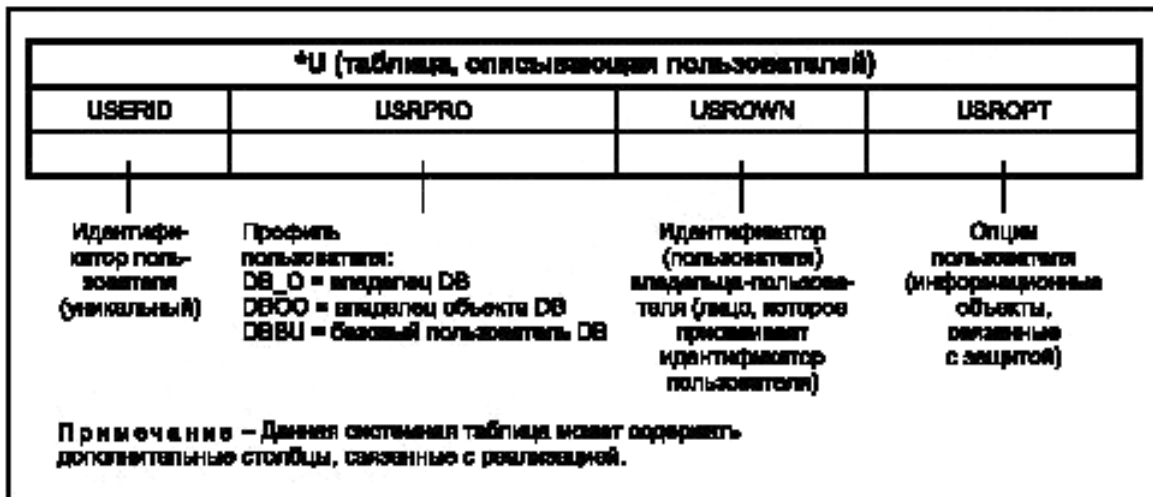 *U (таблица, описывающая пользователей)
USERID USRPRO USROWN USROPT
Идентифи-
катор поль-
зователя
(уникальный)
Профиль
пользователя:
DB_O = владелец DB
DBOO = владелец объекта DB
DBBU = базовый пользователь DB
Идентификатор
(пользователя)
владельца-пользова-
теля (лицо, которое
присваивает
идентификатор
пользователя)
Опции
пользователя
(информационные
объекты,
связанные
с защитой)
Примечание – Данная системная таблица может содержать
дополнительные столбцы, связанные с реализацией.